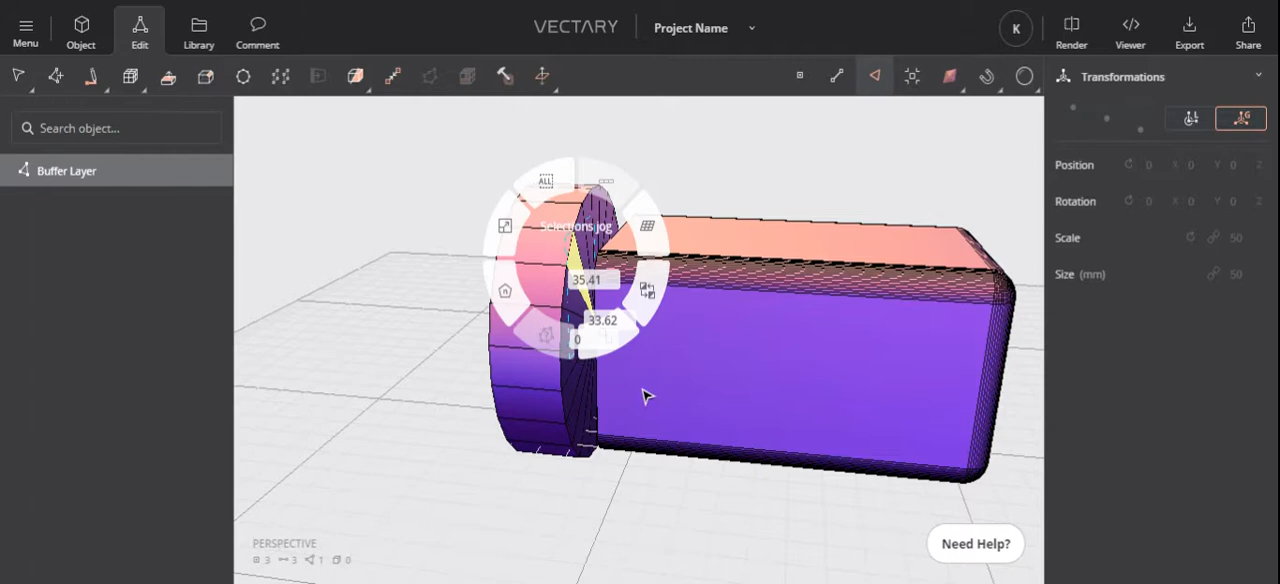 VECTARY
Project Name
K
Menu
Object
Edit
Library
Comment
Render
Viewer
Export
Share
Transformations
Search object...
Buffer Layer
L
G
Position 0 X 0 Y 0 Z
Rotation 0 X 0 Y 0 Z
Scale 50
Size (mm) 50
ALL
Selections jog
35.41
33.62
0
PERSPECTIVE
3 3 1 0
Need Help?